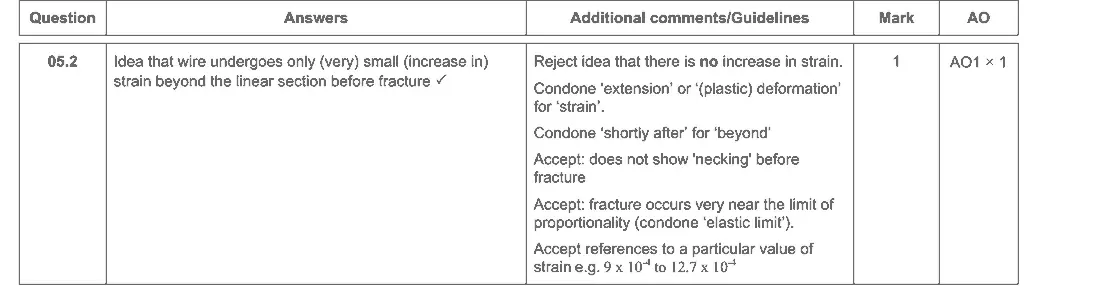 Question Answers Additional comments/Guidelines Mark AO
05.2 Idea that wire undergoes only (very) small (increase in) Reject idea that there is no increase in strain. 1 AO1 × 1
strain beyond the linear section before fracture ✓
Condone 'extension' or '(plastic) deformation'
for 'strain'.
Condone 'shortly after' for 'beyond'
Accept: does not show 'necking' before
fracture
Accept: fracture occurs very near the limit of
proportionality (condone 'elastic limit').
Accept references to a particular value of
strain e.g. 9 x 10⁻⁴ to 12.7 x 10⁻⁴